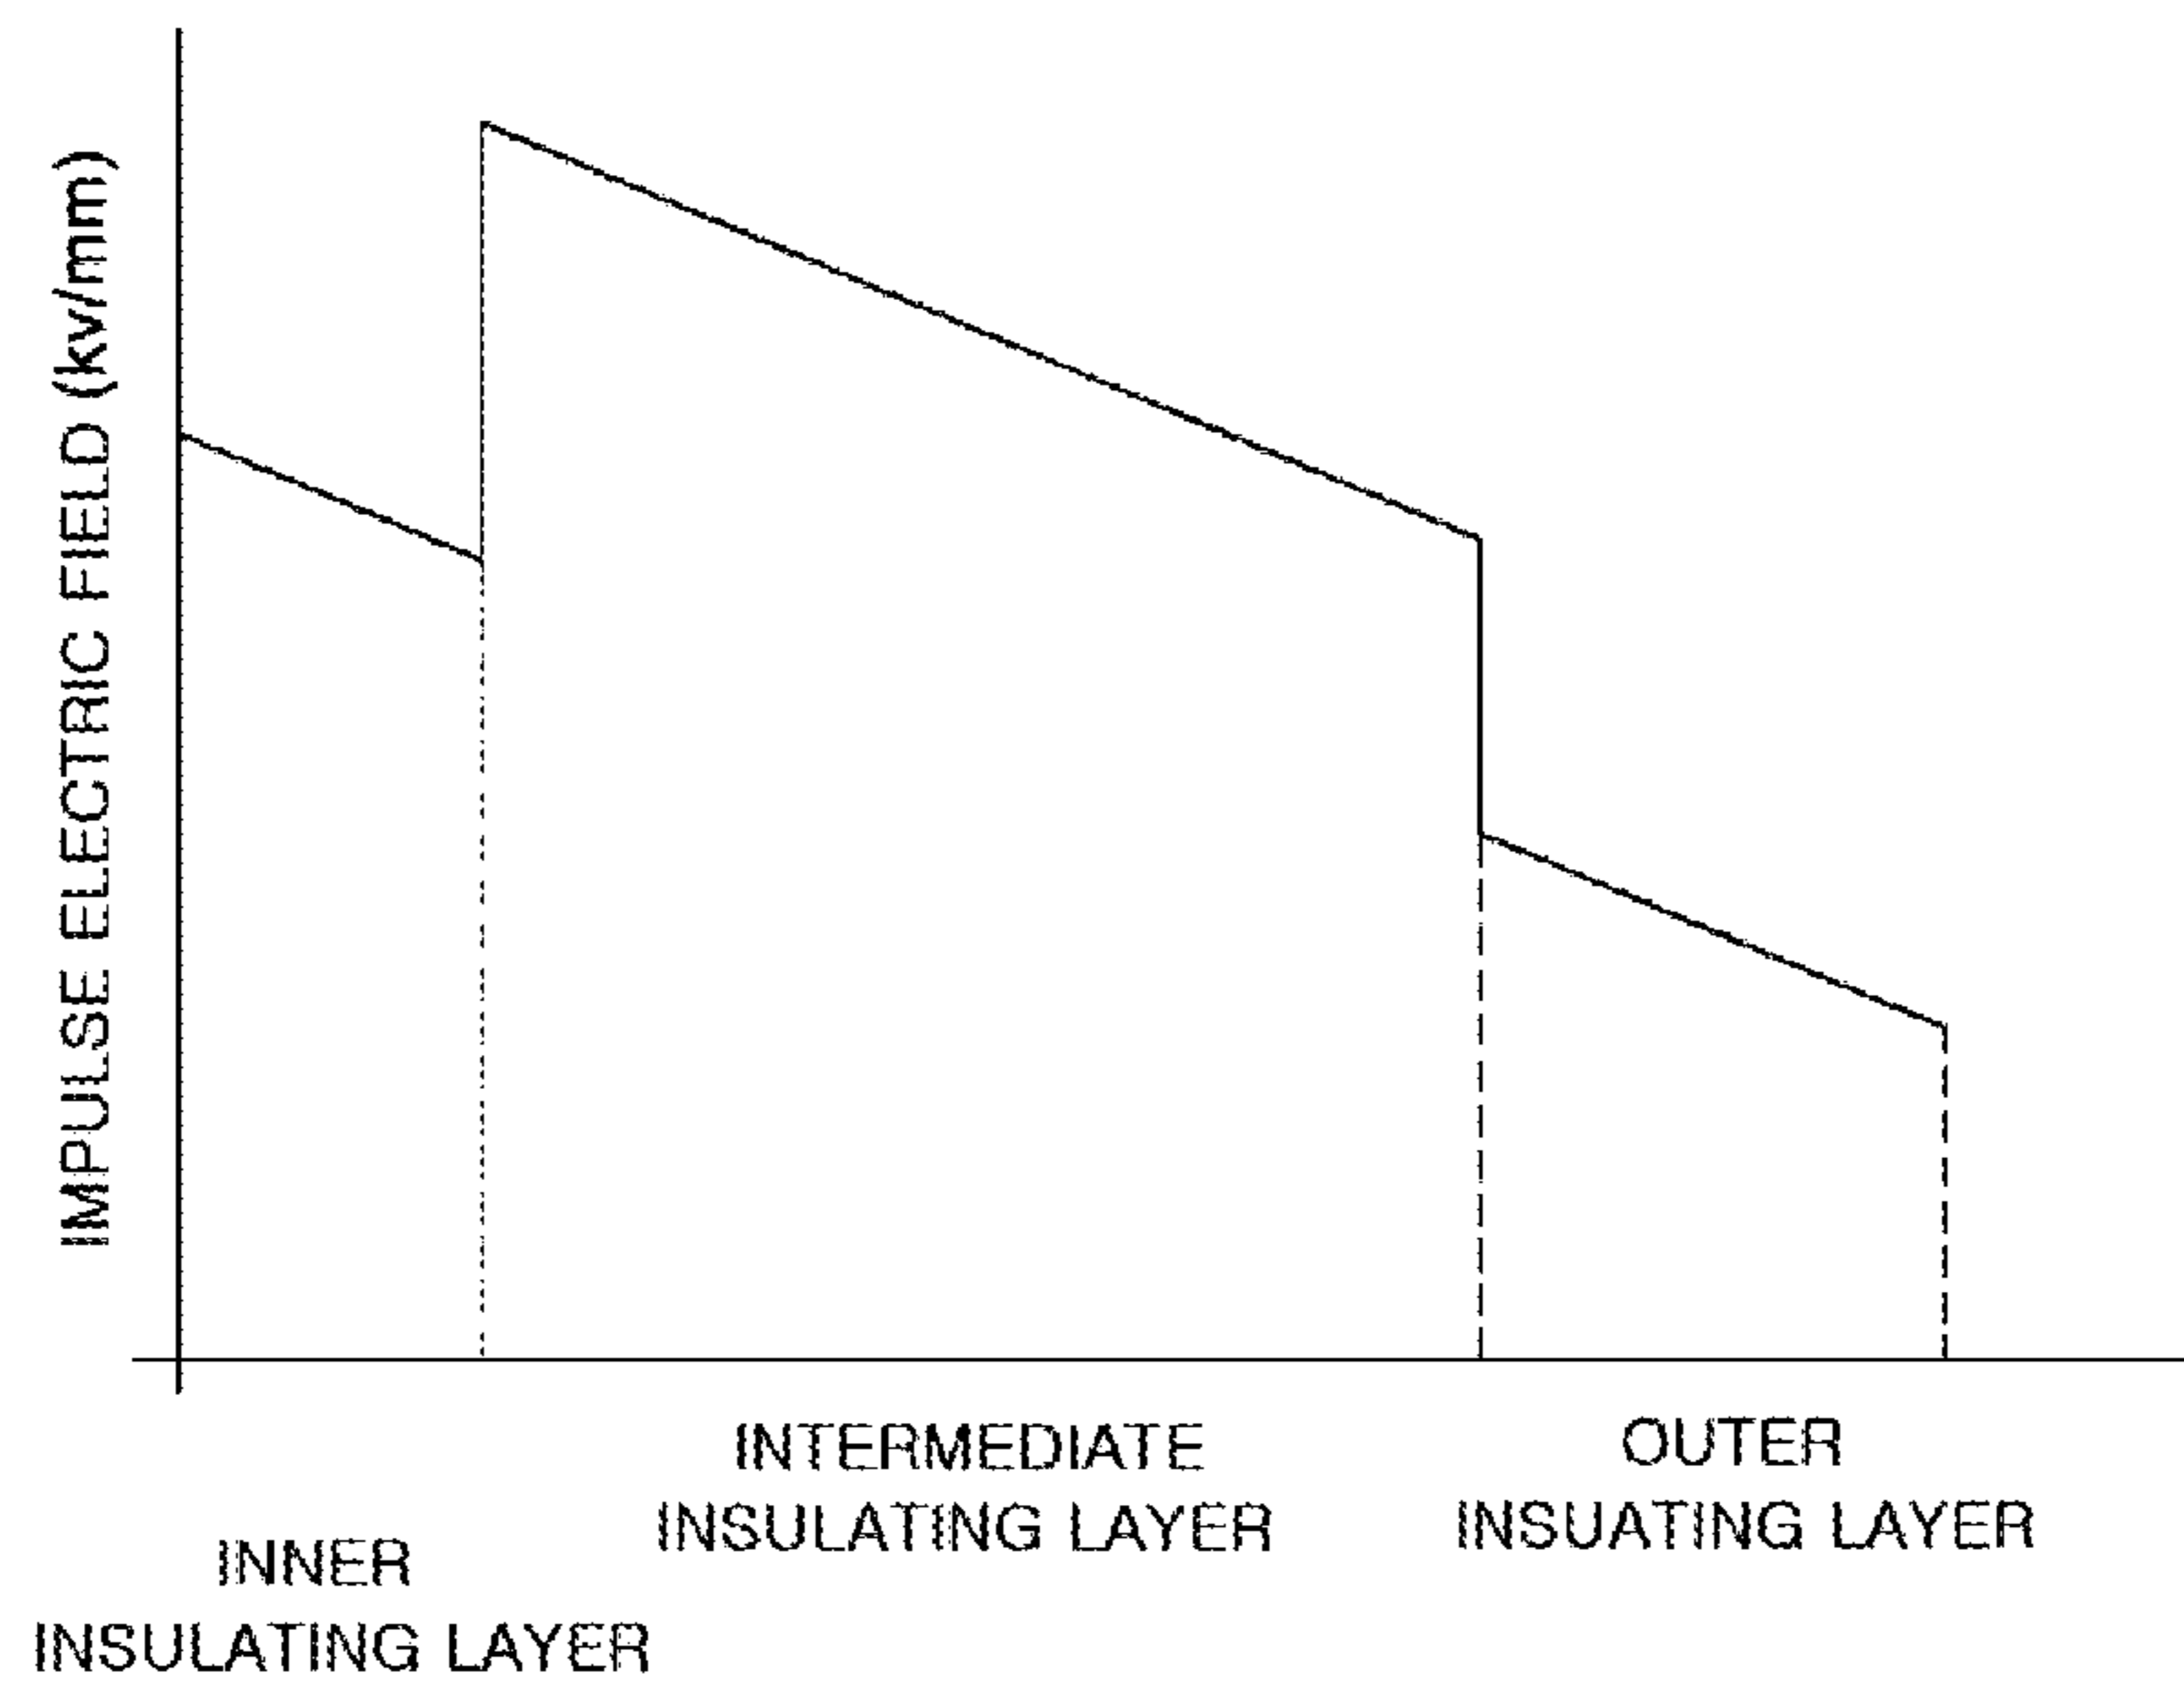 IMPULSE ELECTRIC FIELD (kv/mm)
INTERMEDIATE
INSULATING LAYER
OUTER
INSUATING LAYER
INNER
INSULATING LAYER